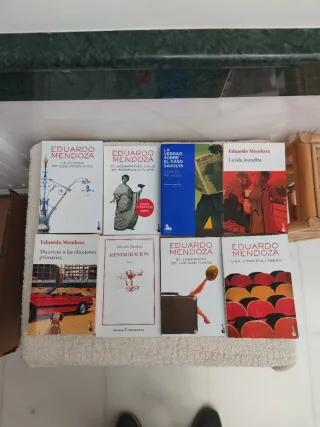 EDUARDO
MENDOZA
LA CIUDAD
DE LOS PRODIGIOS
EDUARDO
MENDOZA
EL ASOMBROSO VIAJE
DE POMPONIO FLATO
LA
VERDAD
SOBRE
EL CASO
SAVOLTA
Eduardo Mendoza
La isla inaudita
Eduardo Mendoza
Mauricio o las elecciones
primarias
Eduardo Mendoza
RESTAURACIÓN
EDUARDO
MENDOZA
EL LABERINTO
DE LAS ACEITUNAS
EDUARDO
MENDOZA
UNA COMEDIA LIGERA